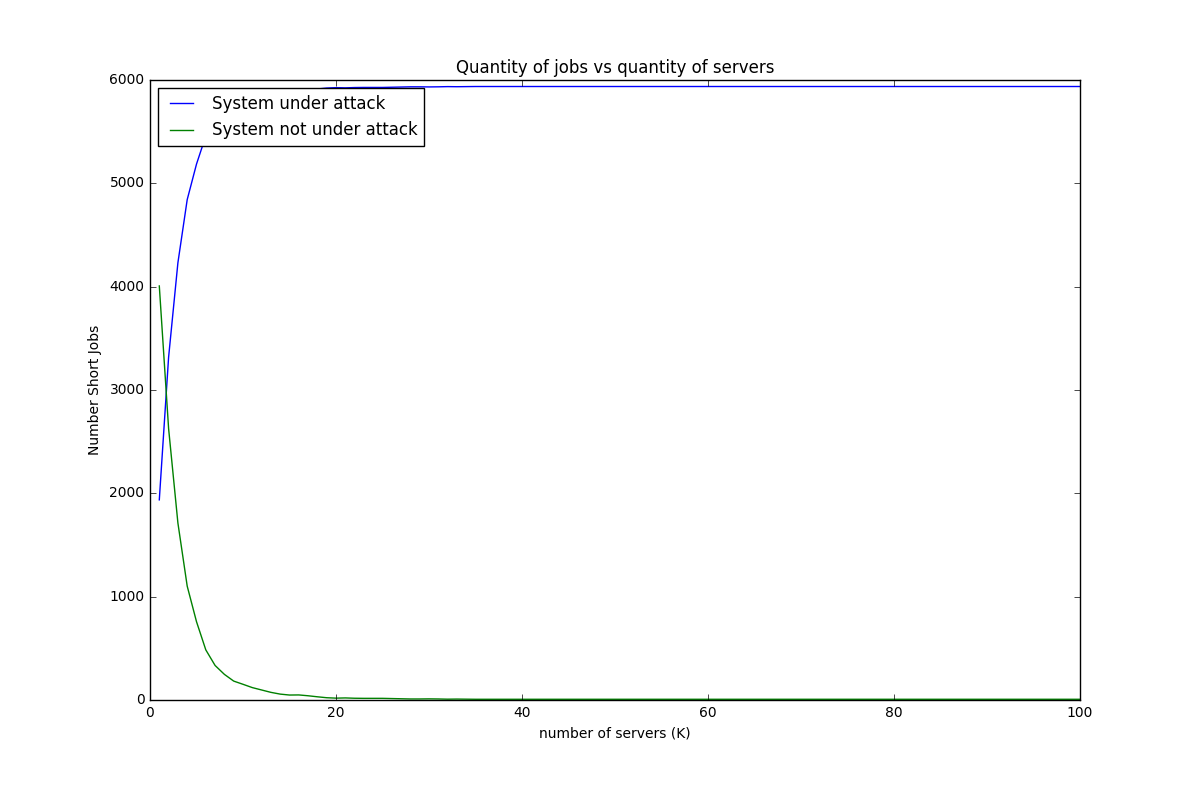 Quantity of jobs vs quantity of servers
6000
System under attack
System not under attack
5000
4000
3000
2000
1000
0
Number Short Jobs
0 20 40 60 80 100
number of servers (K)